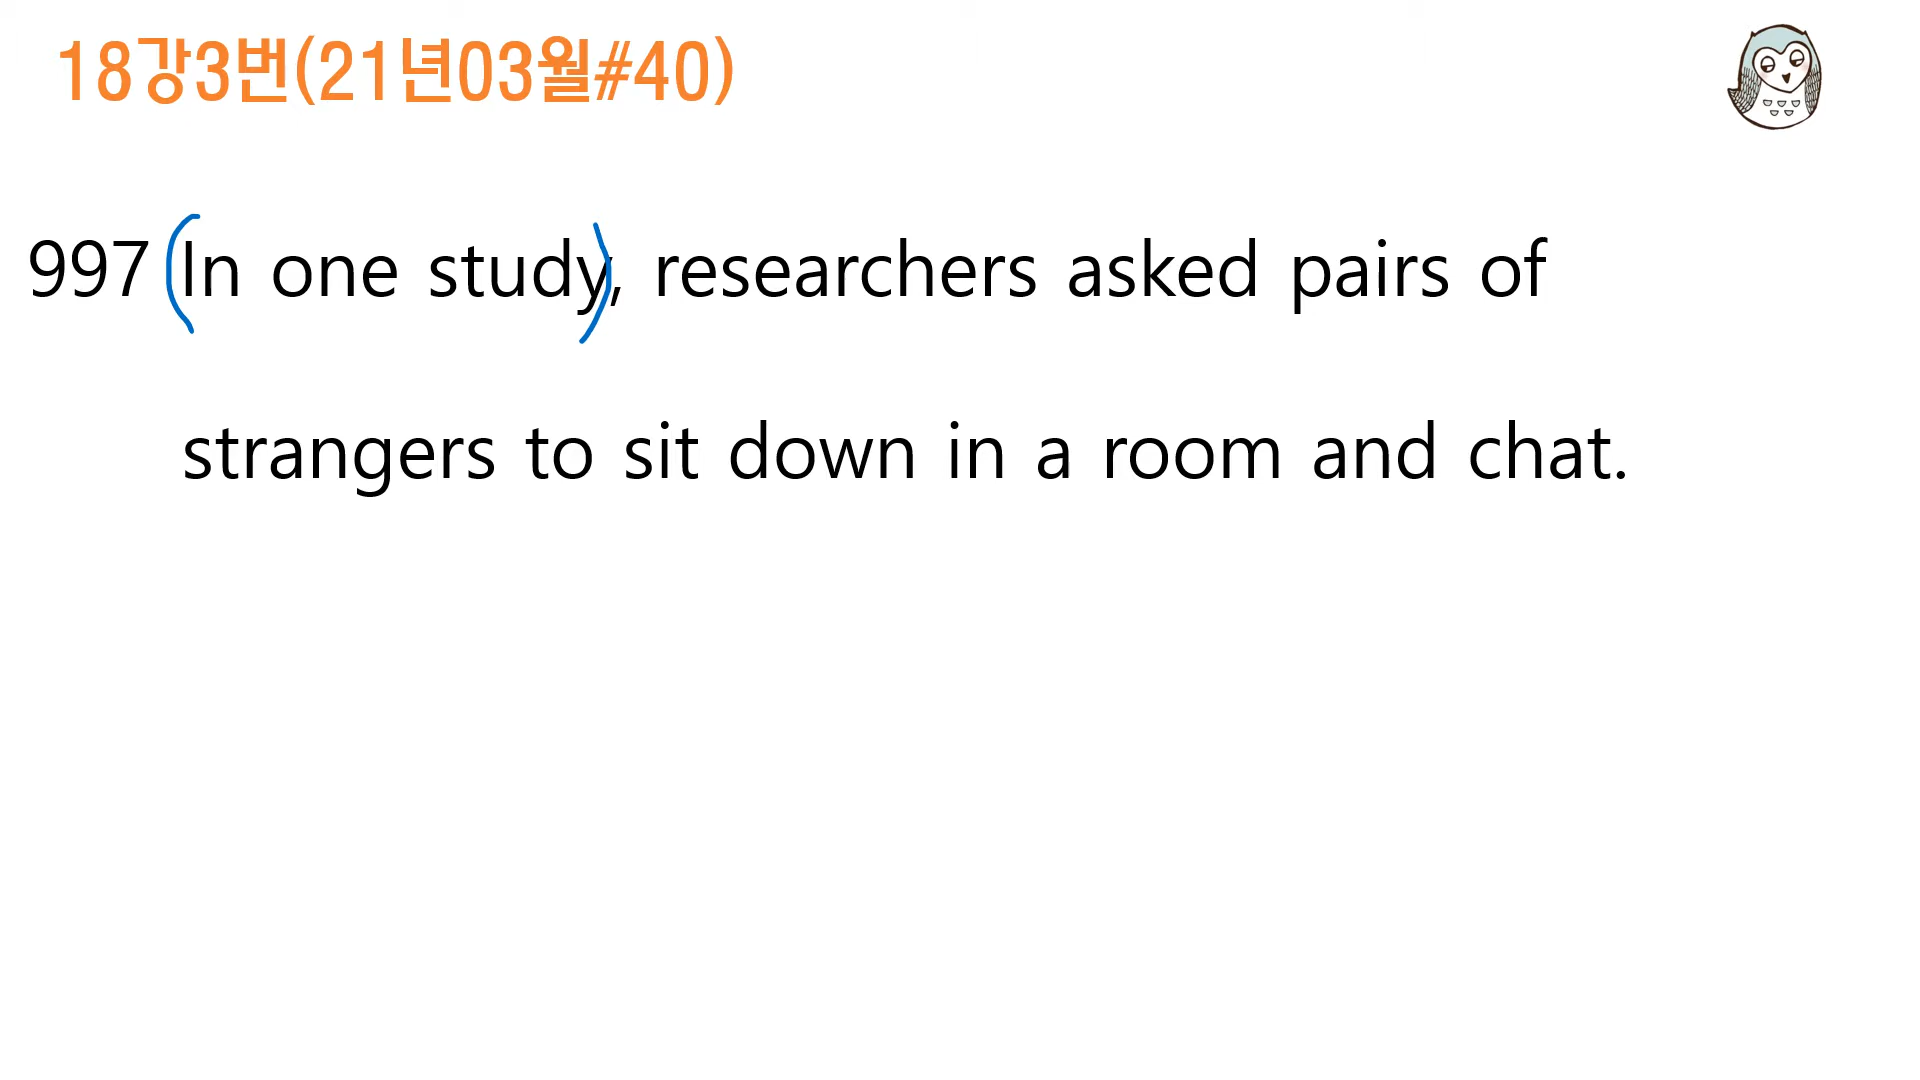 18강3번(21년03월#40)
997 In one study, researchers asked pairs of
strangers to sit down in a room and chat.